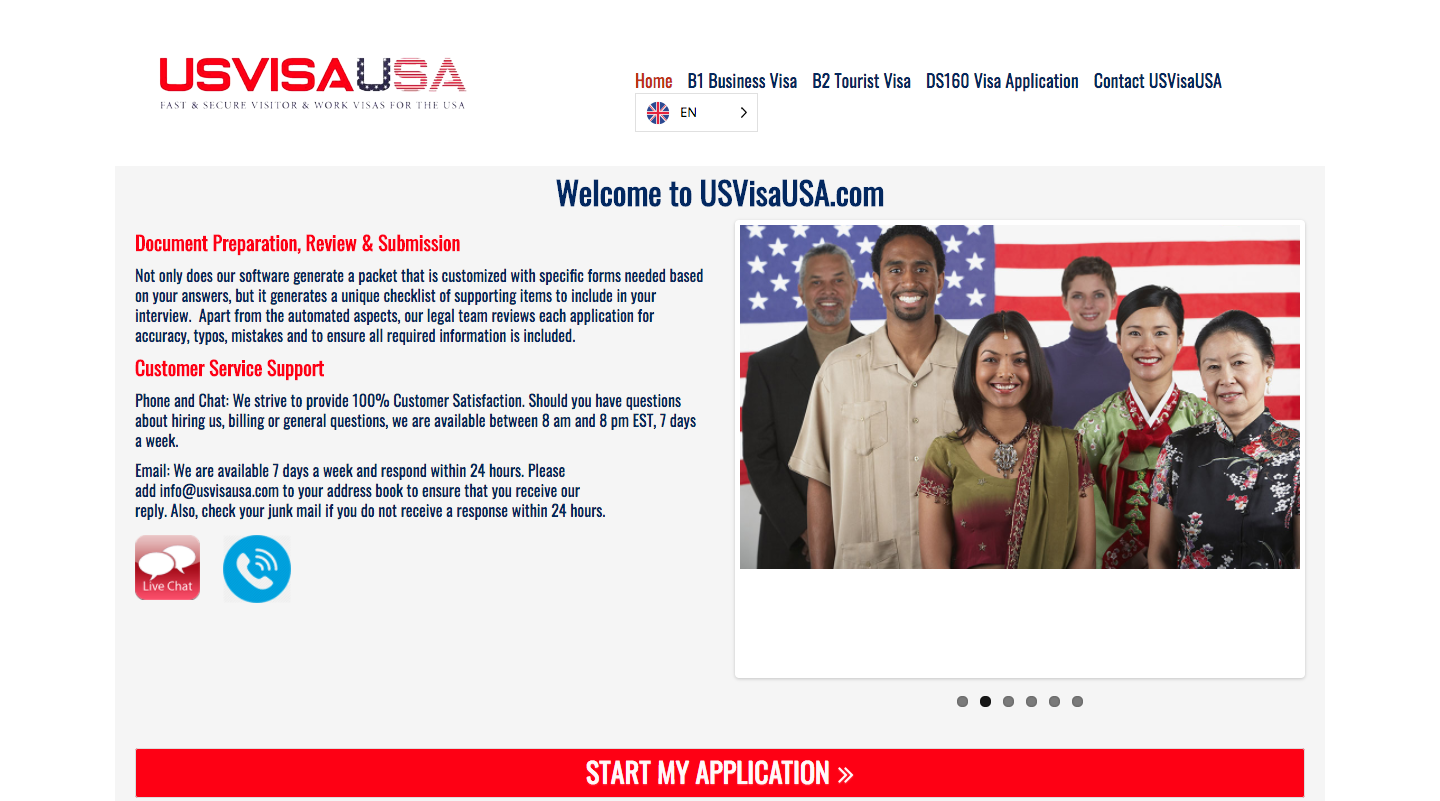 USVISAUSA
FAST & SECURE VISITOR & WORK VISAS FOR THE USA
Home B1 Business Visa B2 Tourist Visa DS160 Visa Application Contact USVisaUSA
EN
Welcome to USVisaUSA.com
Document Preparation, Review & Submission
Not only does our software generate a packet that is customized with specific forms needed based
on your answers, but it generates a unique checklist of supporting items to include in your
interview. Apart from the automated aspects, our legal team reviews each application for
accuracy, typos, mistakes and to ensure all required information is included.
Customer Service Support
Phone and Chat: We strive to provide 100% Customer Satisfaction. Should you have questions
about hiring us, billing or general questions, we are available between 8 am and 8 pm EST, 7 days
a week.
Email: We are available 7 days a week and respond within 24 hours. Please
add info@usvisausa.com to your address book to ensure that you receive our
reply. Also, check your junk mail if you do not receive a response within 24 hours.
Live Chat
START MY APPLICATION »